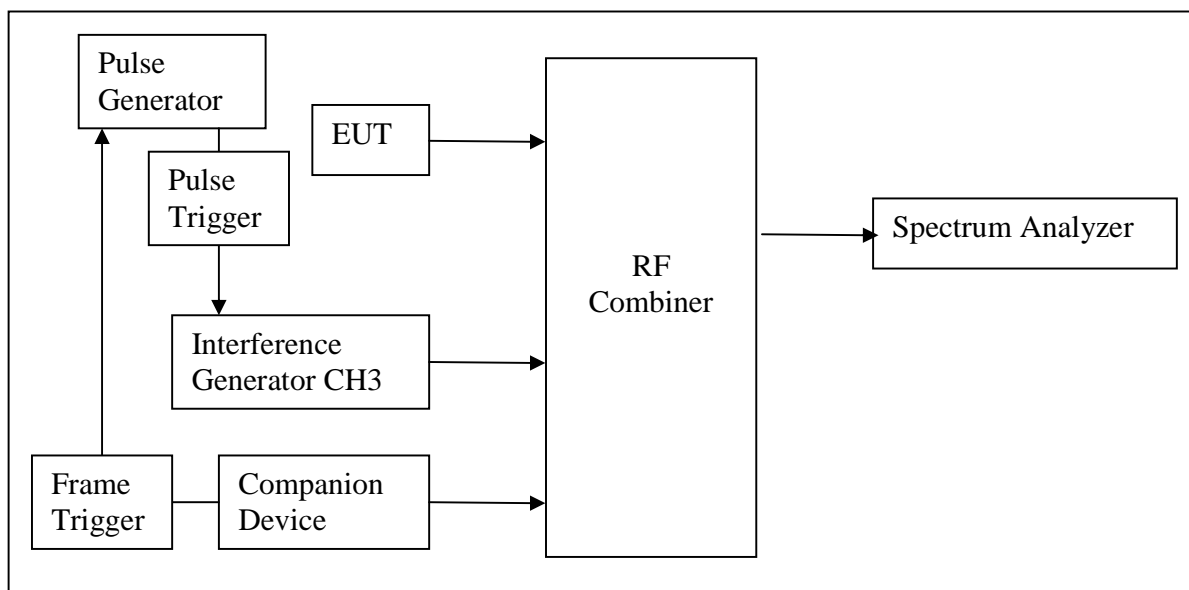 Pulse
Generator
EUT
Pulse
Trigger
Spectrum Analyzer
RF
Combiner
Interference
Generator CH3
Frame
Trigger
Companion
Device